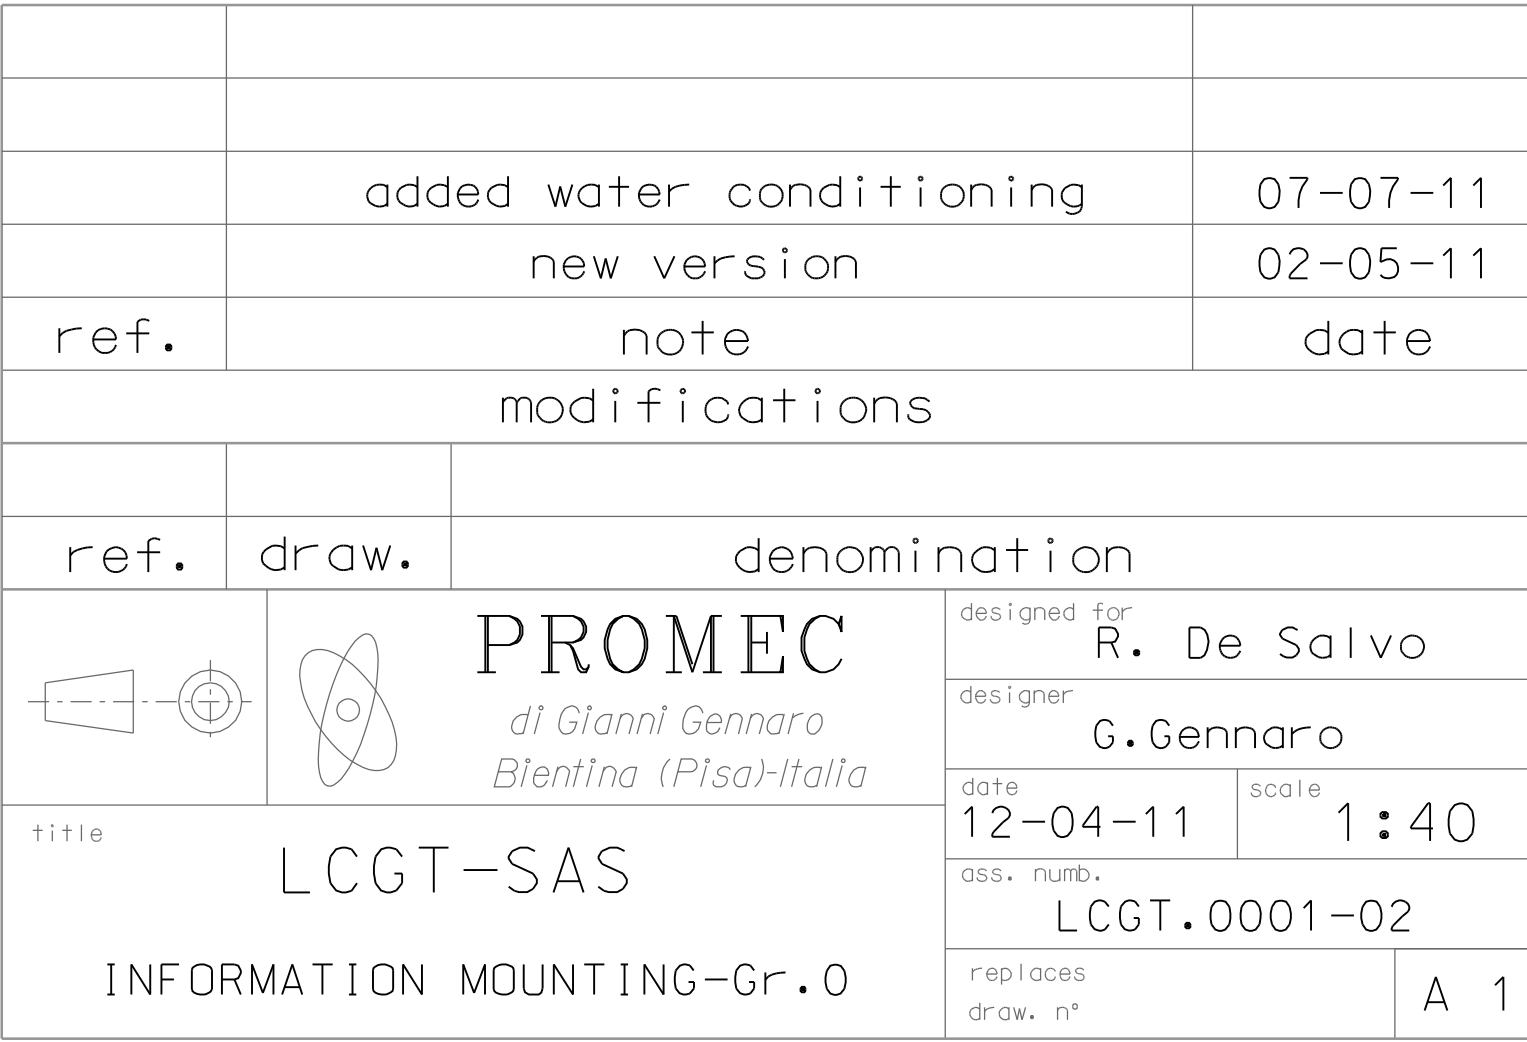 added water conditioning 07-07-11
new version 02-05-11
ref. note date
modifications
ref. draw. denomination
PROMEC
di Gianni Gennaro
Bientina (Pisa)-Italia
designed for
R. De Salvo
designer
G.Gennaro
date
12-04-11
scale
1:40
title
LCGT-SAS
INFORMATION MOUNTING-Gr.0
ass. numb.
LCGT.0001-02
replaces
draw. n°
A 1